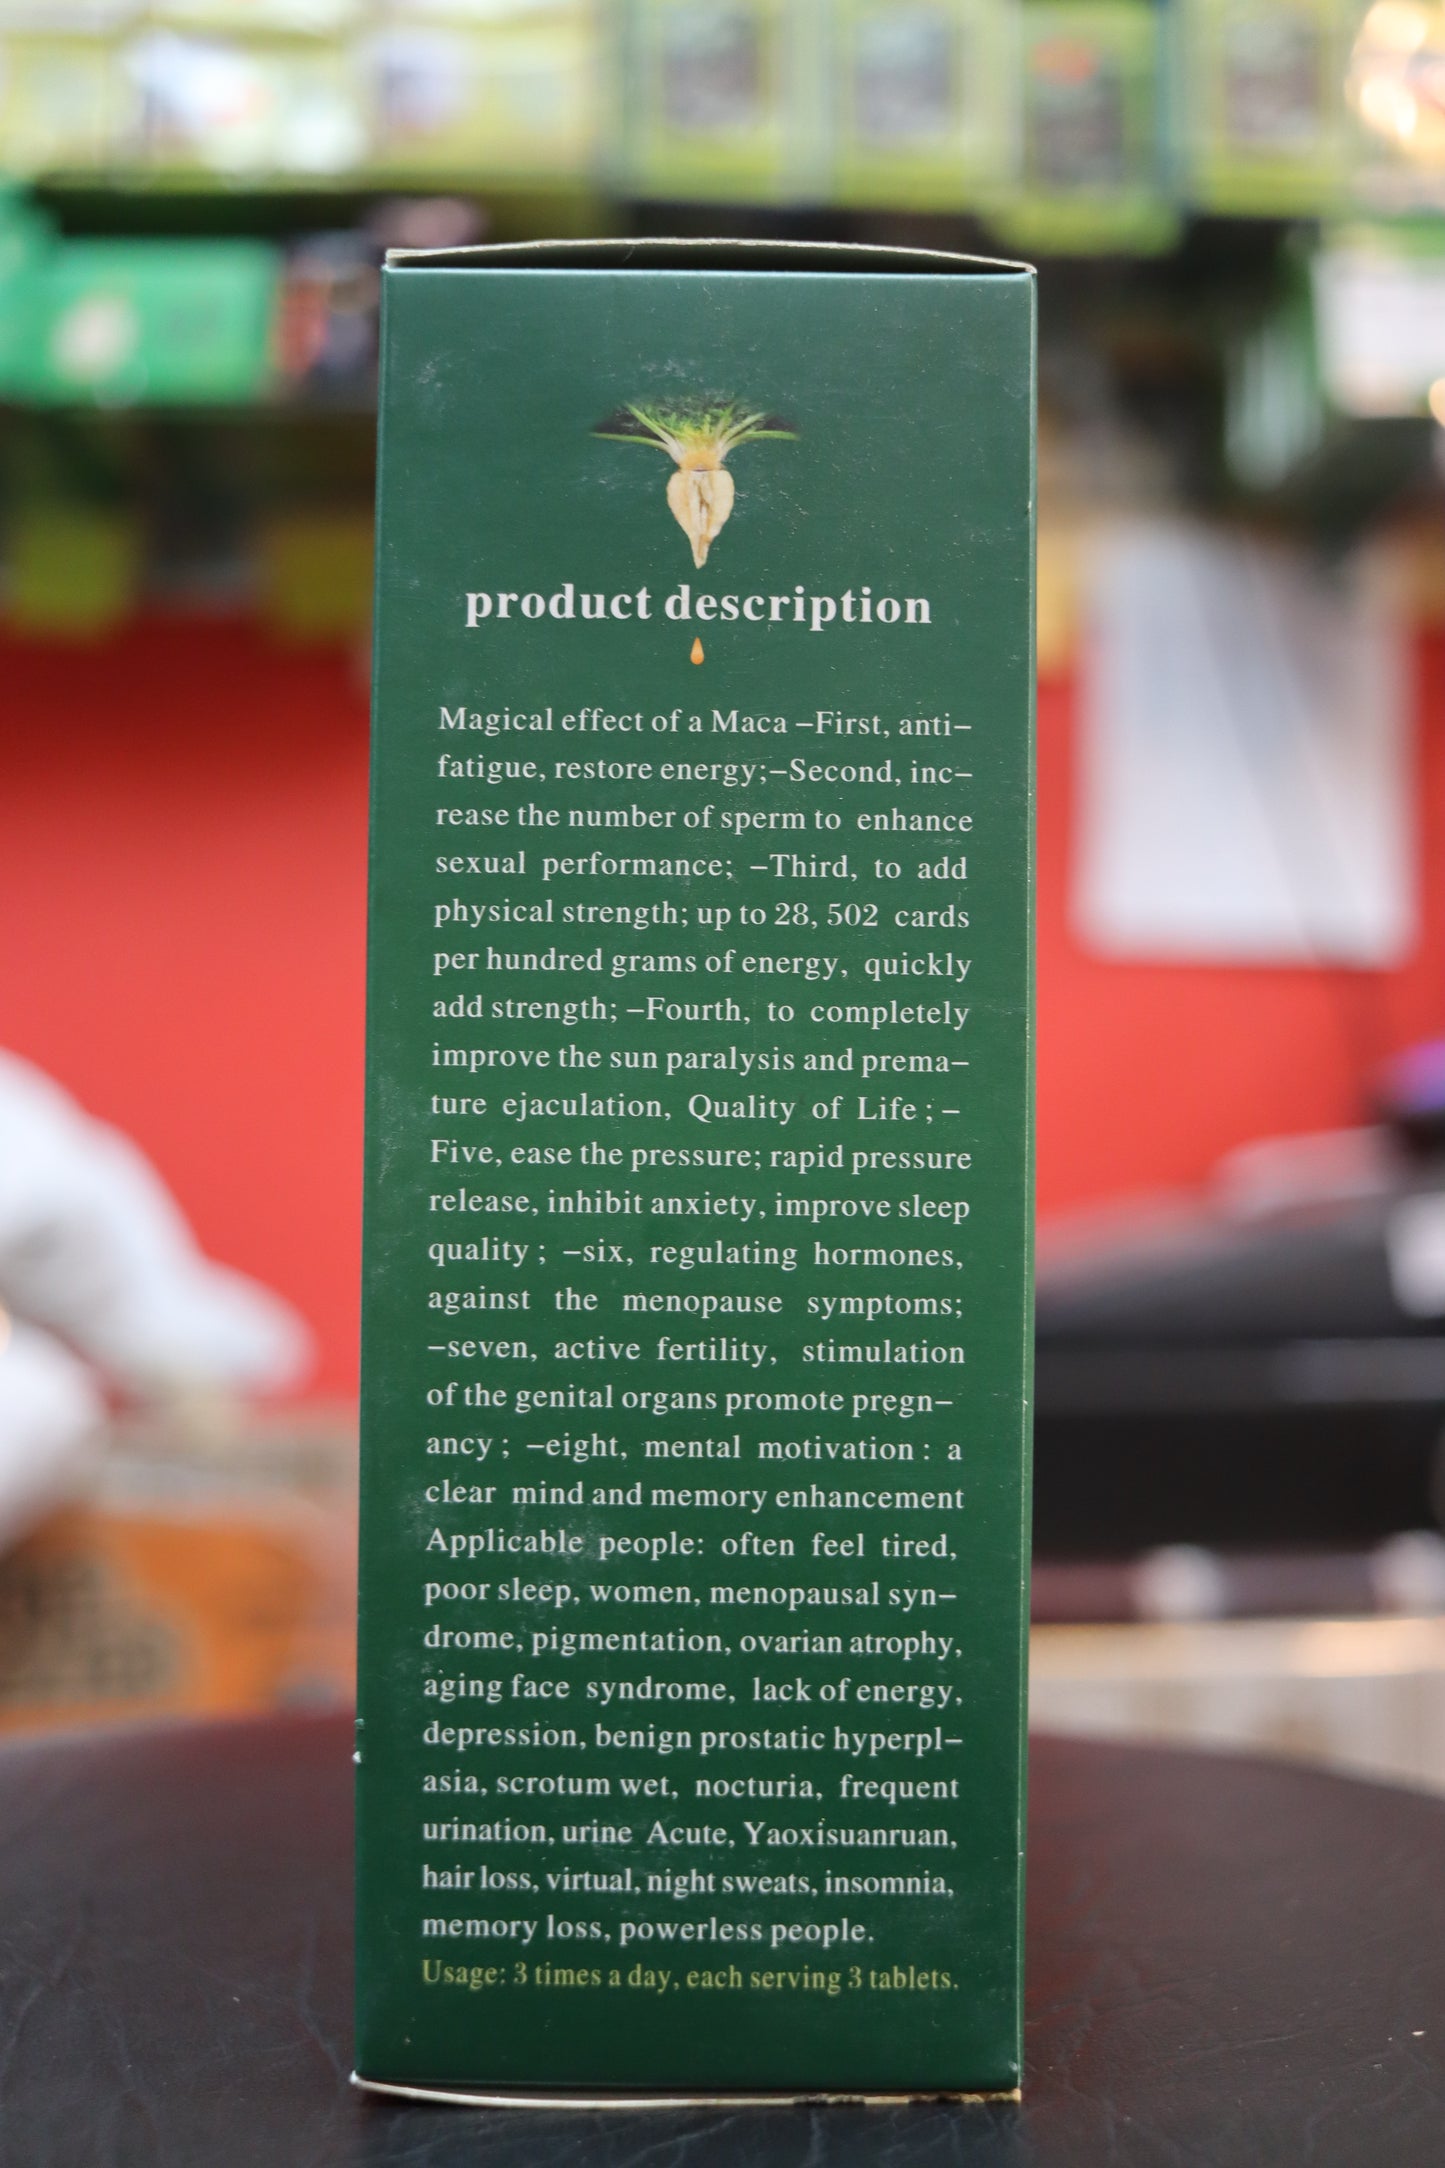 product description
Magical effect of a Maca –First, anti–
fatigue, restore energy;–Second, inc–
rease the number of sperm to enhance
sexual performance; –Third, to add
physical strength; up to 28, 502 cards
per hundred grams of energy, quickly
add strength; –Fourth, to completely
improve the sun paralysis and prema–
ture ejaculation, Quality of Life ; –
Five, ease the pressure; rapid pressure
release, inhibit anxiety, improve sleep
quality ; –six, regulating hormones,
against the menopause symptoms;
–seven, active fertility, stimulation
of the genital organs promote pregn–
ancy ; –eight, mental motivation : a
clear mind and memory enhancement
Applicable people: often feel tired,
poor sleep, women, menopausal syn–
drome, pigmentation, ovarian atrophy,
aging face syndrome, lack of energy,
depression, benign prostatic hyperpl–
asia, scrotum wet, nocturia, frequent
urination, urine Acute, Yaoxisuanruan,
hair loss, virtual, night sweats, insomnia,
memory loss, powerless people.
Usage: 3 times a day, each serving 3 tablets.